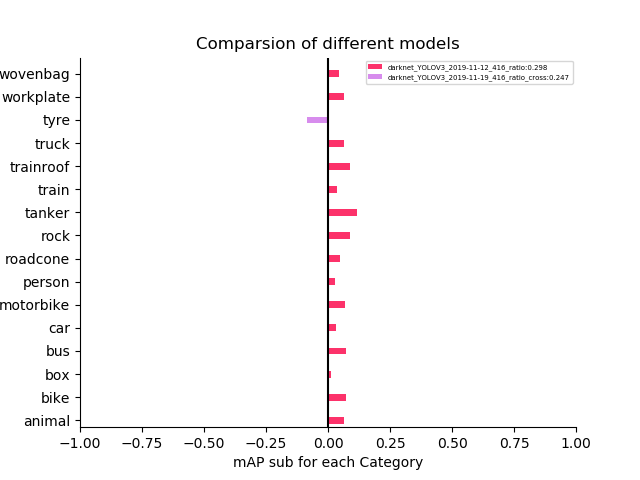 Comparsion of different models
darknet_YOLOV3_2019-11-12_416_ratio:0.298
darknet_YOLOV3_2019-11-19_416_ratio_cross:0.247
wovenbag
workplate
tyre
truck
trainroof
train
tanker
rock
roadcone
person
motorbike
car
bus
box
bike
animal
−1.00 −0.75 −0.50 −0.25 0.00 0.25 0.50 0.75 1.00
mAP sub for each Category